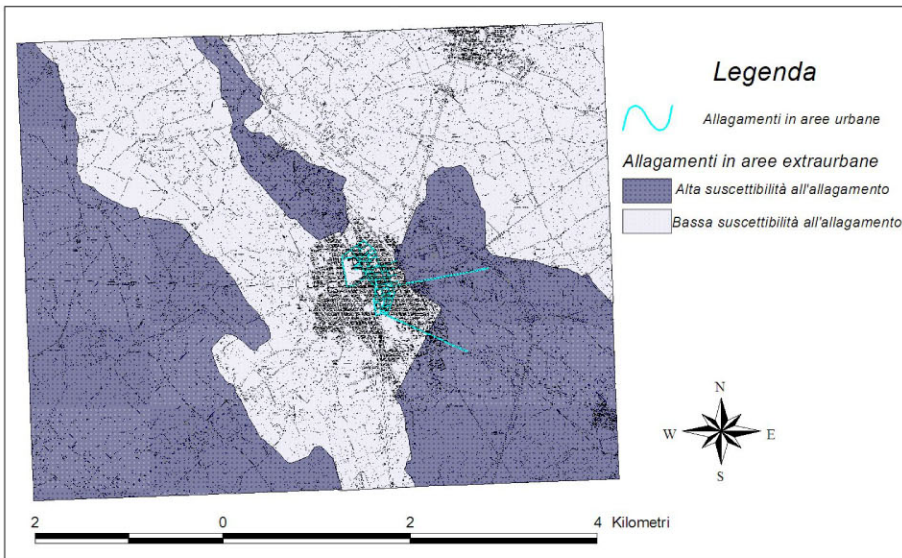 Legenda
Allagamenti in aree urbane
Allagamenti in aree extraurbane
Alta suscettibilità all'allagamento
Bassa suscettibilità all'allagamento
N
W
E
S
2 0 2 4 Kilometri